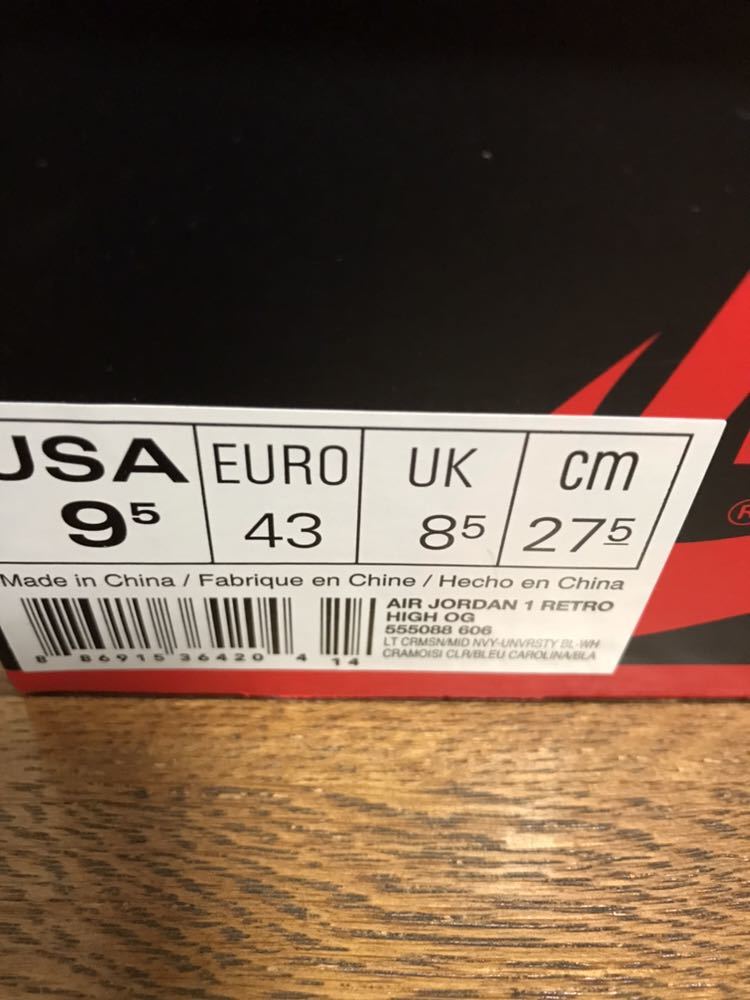 USA EURO UK cm
9⁵ 43 8⁵ 27⁵
Made in China / Fabrique en Chine / Hecho en China
AIR JORDAN 1 RETRO
HIGH OG
555088 606
LT CRMSN/MID NVY-UNVRSTY BL-WH
CRAMOISI CLR/BLEU CAROLINA/BLA
8 86915 36420 4 14
®